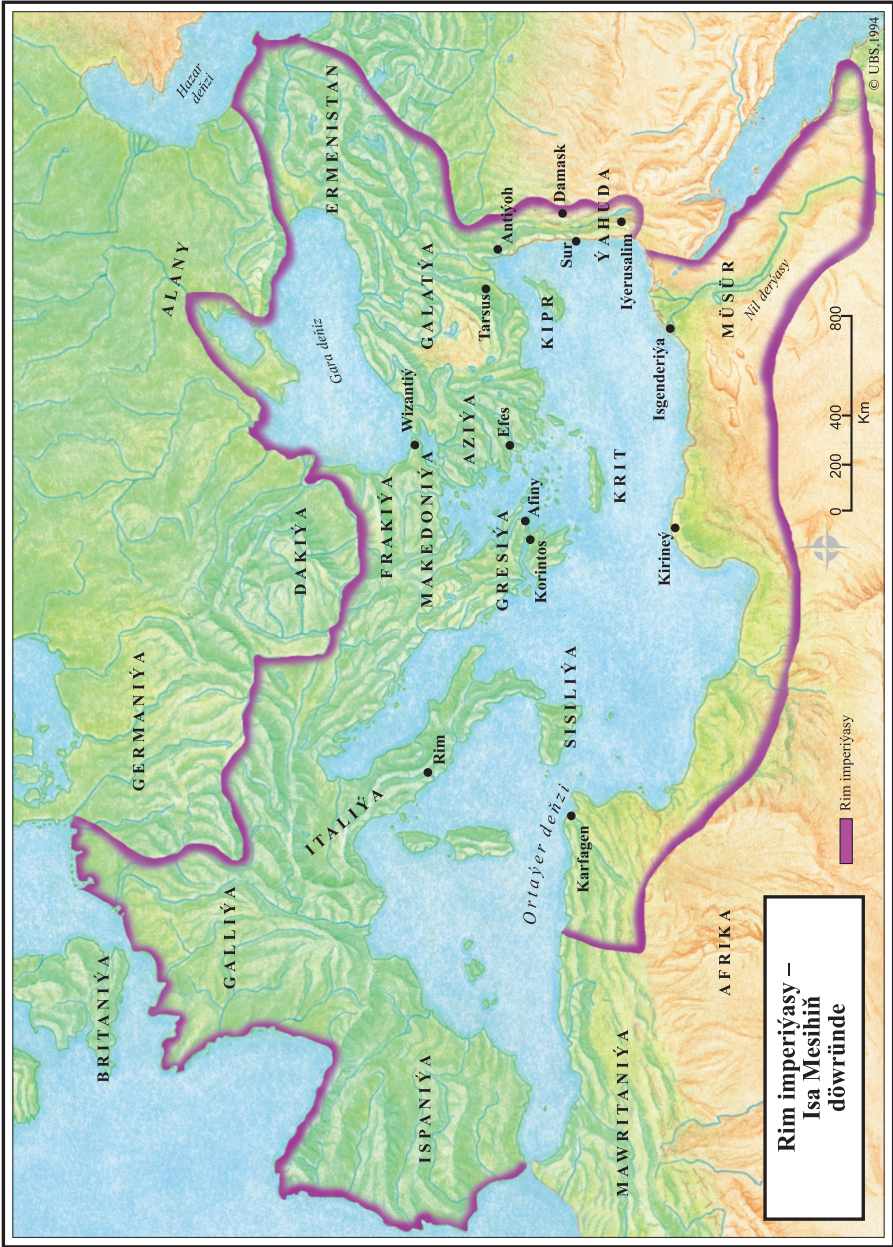 BRITANIÝA
GERMANIÝA
ALANY
Hazar
deňzi
GALLIÝA
DAKIÝA
Gara deňiz
ERMENISTAN
ITALIÝA
FRAKIÝA
MAKEDONIÝA
Wizantiý
GALATÝA
ISPANIÝA
Rim
GRESIÝA
AZIÝA
Efes
Tarsus
Antiýoh
Afiny
Korintos
KIPR
Damask
Sur
ÝAHUDA
Iýerusalim
Ortaýer deňzi
SISILIÝA
KRIT
Karfagen
Kirineý
Isgenderiýa
MÜSÜR
Nil derýasy
MAWRITANIÝA
AFRIKA
Rim imperiýasy –
Isa Mesihiň
döwründe
Rim imperiýasy
0 200 400 800
Km
© UBS,1994